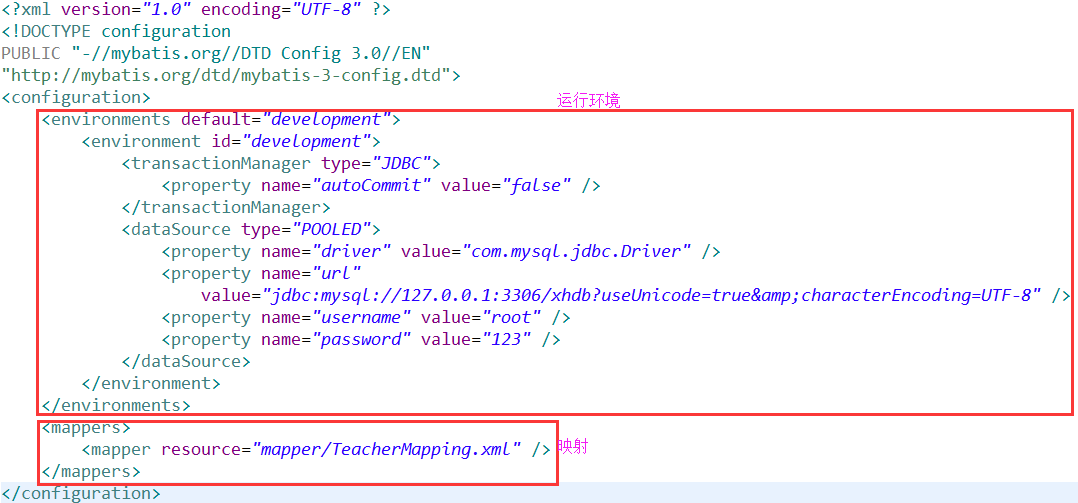 <?xml version="1.0" encoding="UTF-8" ?>
<!DOCTYPE configuration
PUBLIC "-//mybatis.org//DTD Config 3.0//EN"
"http://mybatis.org/dtd/mybatis-3-config.dtd">
<configuration>
运行环境
<environments default="development">
<environment id="development">
<transactionManager type="JDBC">
<property name="autoCommit" value="false" />
</transactionManager>
<dataSource type="POOLED">
<property name="driver" value="com.mysql.jdbc.Driver" />
<property name="url"
value="jdbc:mysql://127.0.0.1:3306/xhdb?useUnicode=true&amp;characterEncoding=UTF-8" />
<property name="username" value="root" />
<property name="password" value="123" />
</dataSource>
</environment>
</environments>
<mappers>
<mapper resource="mapper/TeacherMapping.xml" />
映射
</mappers>
</configuration>